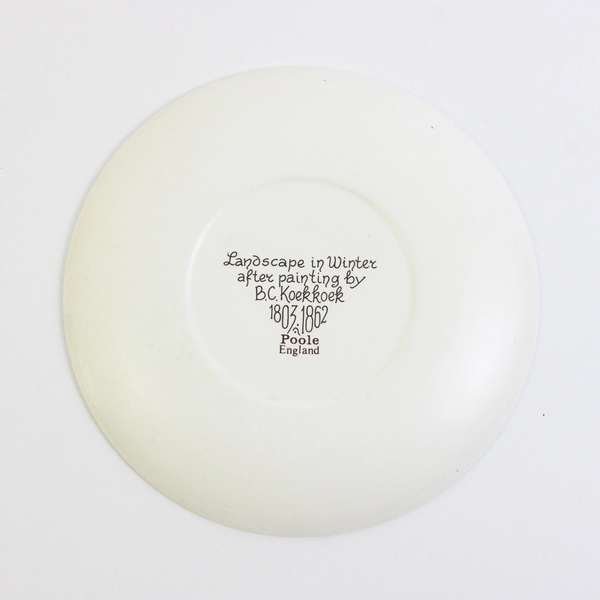 Landscape in Winter
after painting by
B.C. Koekkoek
1803-1862
Poole
England